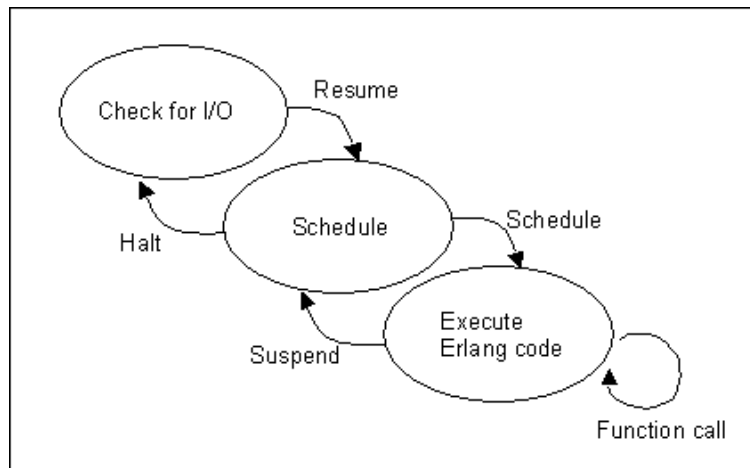 Check for I/O
Resume
Schedule
Schedule
Halt
Execute
Erlang code
Suspend
Function call